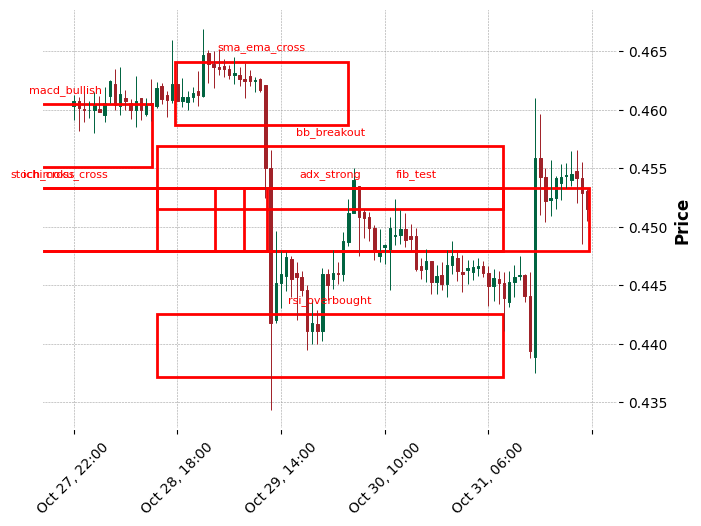 sma_ema_cross
macd_bullish
bb_breakout
adx_strong
fib_test
rsi_overbought
0.465
0.460
0.455
0.450
0.445
0.440
0.435
Price
Oct 27, 22:00
Oct 28, 18:00
Oct 29, 14:00
Oct 30, 10:00
Oct 31, 06:00